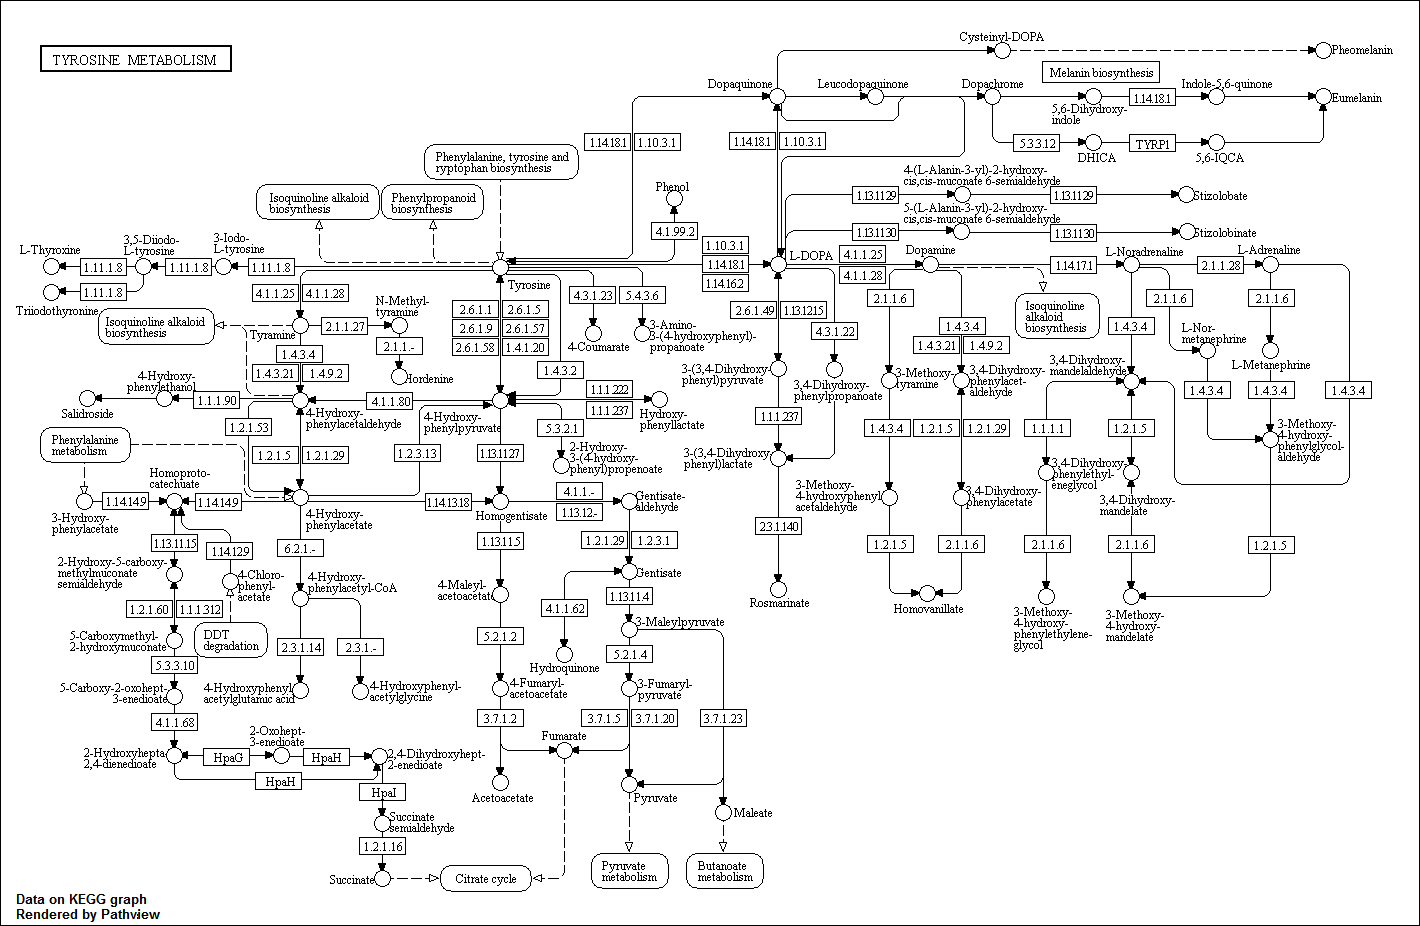 TYROSINE METABOLISM
Cysteinyl-DOPA
Pheomelanin
Melanin biosynthesis
Dopaquinone
Leucodopaquinone
Dopachrome
Indole-5,6-quinone
1.14.18.1
Eumelanin
5,6-Dihydroxy-
indole
1.14.18.1
1.10.3.1
1.14.18.1
1.10.3.1
5.3.3.12
TYRP1
DHICA
5,6-IQCA
Phenylalanine, tyrosine and
ryptophan biosynthesis
Isoquinoline alkaloid
biosynthesis
Phenylpropanoid
biosynthesis
Phenol
4.1.99.2
4-(L-Alanin-3-yl)-2-hydroxy-
cis,cis-muconate 6-semialdehyde
1.13.11.29
1.13.11.29
Stizolobate
5-(L-Alanin-3-yl)-2-hydroxy-
cis,cis-muconate 6-semialdehyde
1.13.11.30
1.13.11.30
Stizolobinate
L-Thyroxine
3,5-Diiodo-
L-tyrosine
3-Iodo-
L-tyrosine
1.11.1.8
1.11.1.8
1.11.1.8
1.11.1.8
Triiodothyronine
Tyrosine
1.10.3.1
1.14.18.1
1.14.16.2
L-DOPA
4.1.1.25
4.1.1.28
Dopamine
1.14.17.1
L-Noradrenaline
2.1.1.28
L-Adrenaline
4.1.1.25
4.1.1.28
Isoquinoline alkaloid
biosynthesis
Tyramine
2.1.1.27
N-Methyl-
tyramine
2.1.1.-
Hordenine
2.6.1.1
2.6.1.5
2.6.1.9
2.6.1.57
2.6.1.58
1.4.1.20
4.3.1.23
5.4.3.6
4-Coumarate
3-Amino-
3-(4-hydroxyphenyl)-
propanoate
1.4.3.2
2.6.1.49
1.13.12.15
4.3.1.22
2.1.1.6
Isoquinoline
alkaloid
biosynthesis
1.4.3.4
1.4.3.21
1.4.9.2
1.4.3.4
2.1.1.6
2.1.1.6
L-Nor-
metanephrine
L-Metanephrine
1.4.3.4
1.4.3.21
1.4.9.2
4-Hydroxy-
phenylethanol
Salidroside
1.1.1.90
4-Hydroxy-
phenylacetaldehyde
4.1.1.80
4-Hydroxy-
phenylpyruvate
1.1.1.222
1.1.1.237
Hydroxy-
phenyllactate
3-(3,4-Dihydroxy-
phenyl)pyruvate
3,4-Dihydroxy-
phenylpropanoate
3-Methoxy-
tyramine
3,4-Dihydroxy-
phenylacet-
aldehyde
3,4-Dihydroxy-
mandelaldehyde
1.4.3.4
1.4.3.4
1.4.3.4
1.2.1.53
5.3.2.1
1.1.1.237
1.4.3.4
1.2.1.5
1.2.1.29
1.1.1.1
1.2.1.5
3-Methoxy-
4-hydroxy-
phenylglycol-
aldehyde
Phenylalanine
metabolism
1.2.1.5
1.2.1.29
1.2.3.13
1.13.11.27
2-Hydroxy-
3-(4-hydroxy-
phenyl)propenoate
3-(3,4-Dihydroxy-
phenyl)lactate
3,4-Dihydroxy-
phenylethyl-
eneglycol
3,4-Dihydroxy-
mandelate
Homoproto-
catechuate
1.14.14.9
1.14.14.9
3-Hydroxy-
phenylacetate
4-Hydroxy-
phenylacetate
1.14.13.18
Homogentisate
4.1.1.-
1.13.12.-
Gentisate-
aldehyde
3-Methoxy-
4-hydroxyphenyl
acetaldehyde
3,4-Dihydroxy-
phenylacetate
2.3.1.140
1.13.11.15
1.14.12.9
6.2.1.-
1.13.11.5
1.2.1.29
1.2.3.1
1.2.1.5
2.1.1.6
2.1.1.6
2.1.1.6
1.2.1.5
2-Hydroxy-5-carboxy-
methylmuconate
semialdehyde
4-Chloro-
phenyl-
acetate
4-Hydroxy-
phenylacetyl-CoA
4-Maleyl-
acetoacetate
Gentisate
Rosmarinate
Homovanillate
3-Methoxy-
4-hydroxy-
phenylethylene-
glycol
3-Methoxy-
4-hydroxy-
mandelate
1.2.1.60
1.1.1.312
4.1.1.62
1.13.11.4
3-Maleylpyruvate
DDT
degradation
5-Carboxymethyl-
2-hydroxymuconate
5.3.3.10
2.3.1.14
2.3.1.-
5.2.1.2
Hydroquinone
5.2.1.4
5-Carboxy-2-oxohept-
3-enedioate
4-Hydroxyphenyl
acetylglutamic acid
4-Hydroxyphenyl-
acetylglycine
4-Fumaryl-
acetoacetate
3-Fumaryl-
pyruvate
4.1.1.68
3.7.1.2
3.7.1.5
3.7.1.20
3.7.1.23
2-Hydroxyhepta
2,4-dienedioate
HpaG
2-Oxohept-
3-enedioate
HpaH
2,4-Dihydroxyhept-
2-enedioate
HpaH
HpaI
Fumarate
Acetoacetate
Pyruvate
Maleate
Succinate
semialdehyde
1.2.1.16
Succinate
Citrate cycle
Pyruvate
metabolism
Butanoate
metabolism
Data on KEGG graph
Rendered by Pathview